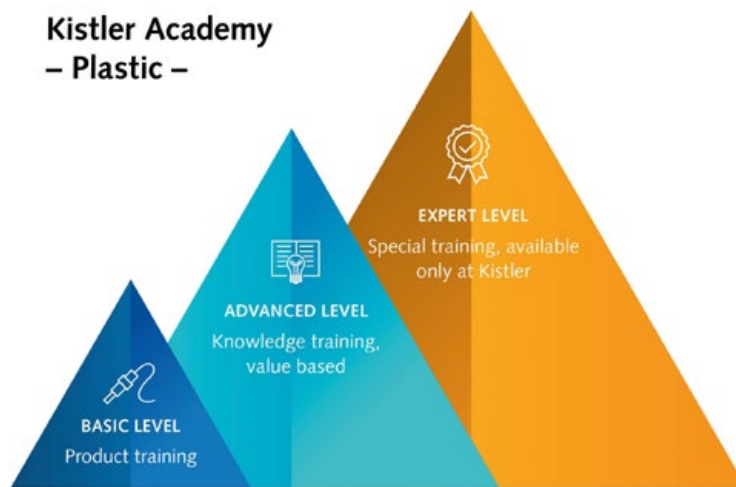 Kistler Academy
– Plastic –
EXPERT LEVEL
Special training, available
only at Kistler
ADVANCED LEVEL
Knowledge training,
value based
BASIC LEVEL
Product training